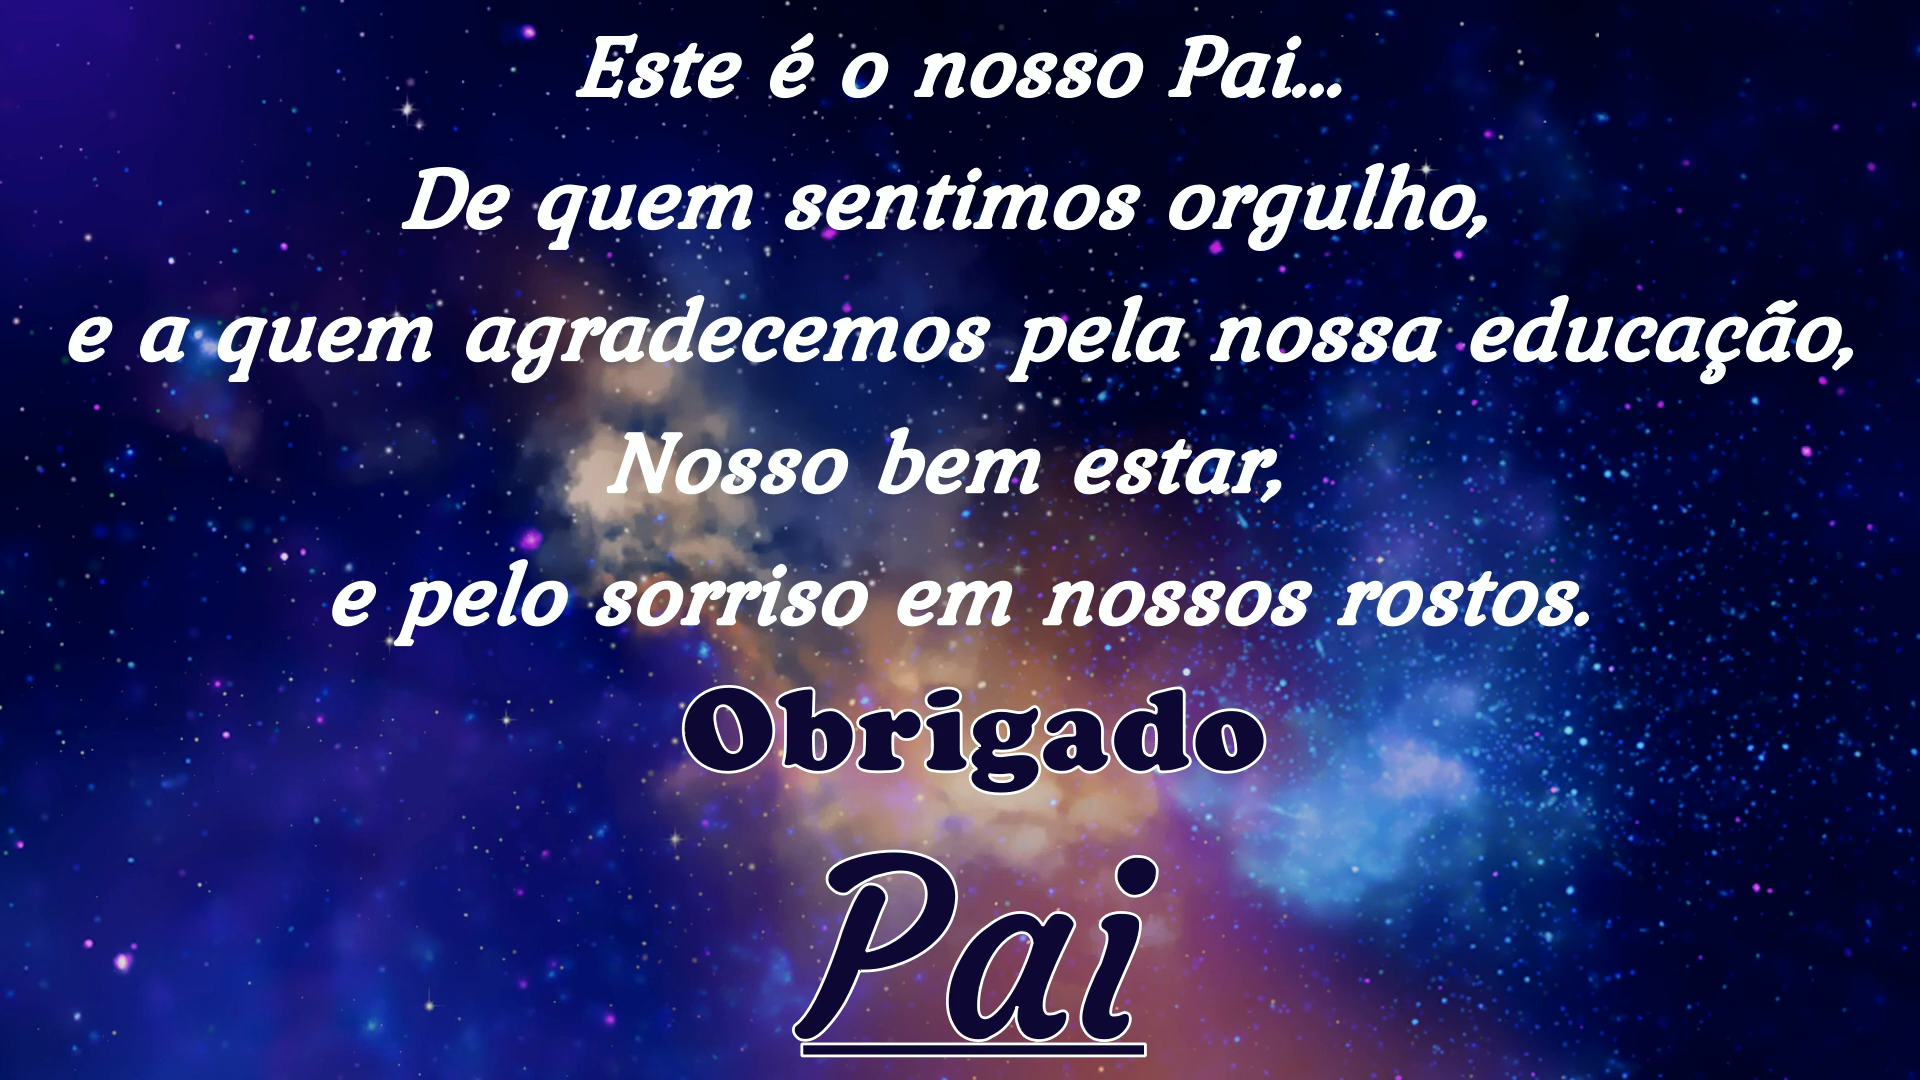 Este é o nosso Pai...
De quem sentimos orgulho,
e a quem agradecemos pela nossa educação,
Nosso bem estar,
e pelo sorriso em nossos rostos.
Obrigado
Pai